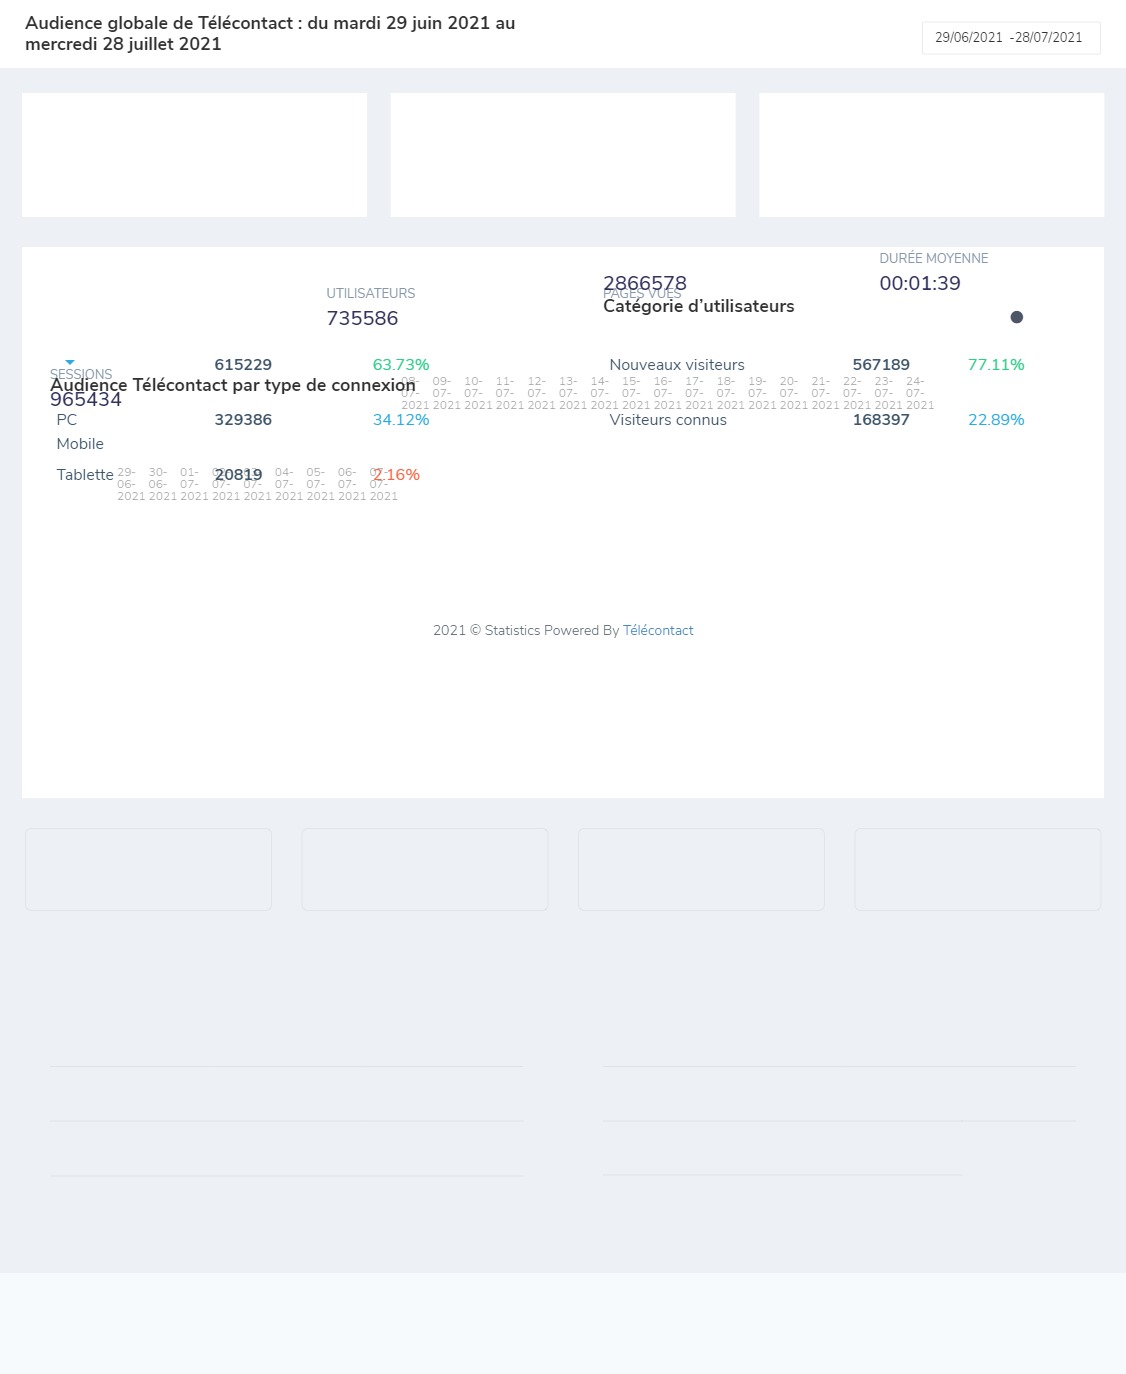 Audience globale de Télécontact : du mardi 29 juin 2021 au
mercredi 28 juillet 2021
29/06/2021 -28/07/2021
DURÉE MOYENNE
00:01:39
UTILISATEURS
735586
2866578
PAGES VUES
Catégorie d’utilisateurs
615229 63.73%
Nouveaux visiteurs 567189 77.11%
SESSIONS
Audience Télécontact par type de connexion
965434
08- 09- 10- 11- 12- 13- 14- 15- 16- 17- 18- 19- 20- 21- 22- 23- 24-
07- 07- 07- 07- 07- 07- 07- 07- 07- 07- 07- 07- 07- 07- 07- 07- 07-
2021 2021 2021 2021 2021 2021 2021 2021 2021 2021 2021 2021 2021 2021 2021 2021 2021
PC 329386 34.12%
Visiteurs connus 168397 22.89%
Mobile
Tablette 20819 2.16%
29- 30- 01- 02- 03- 04- 05- 06- 07-
06- 06- 07- 07- 07- 07- 07- 07- 07-
2021 2021 2021 2021 2021 2021 2021 2021 2021
2021 © Statistics Powered By Télécontact